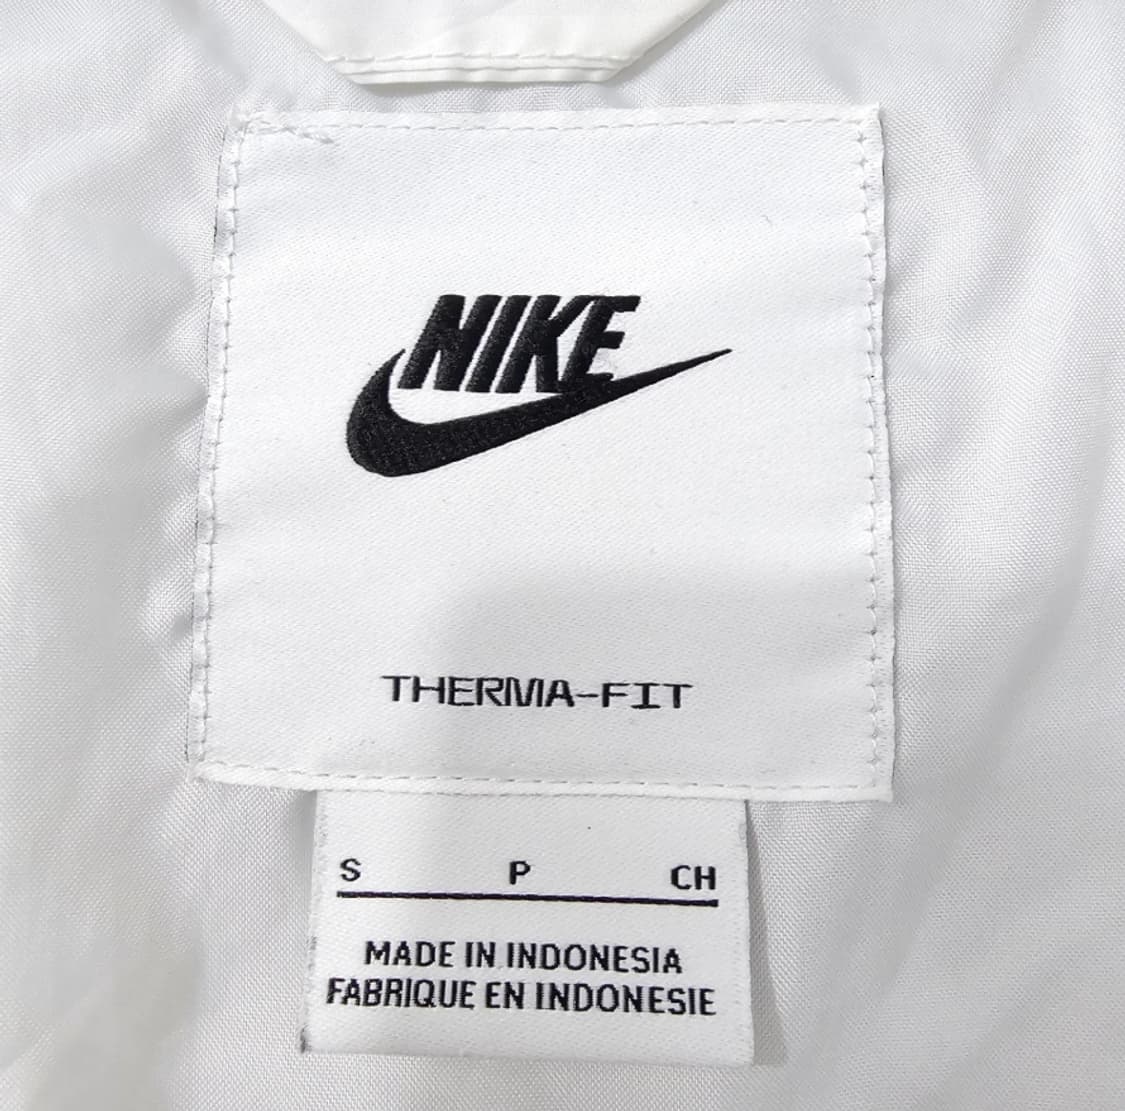 NIKE
THERMA-FIT
S P CH
MADE IN INDONESIA
FABRIQUE EN INDONESIE